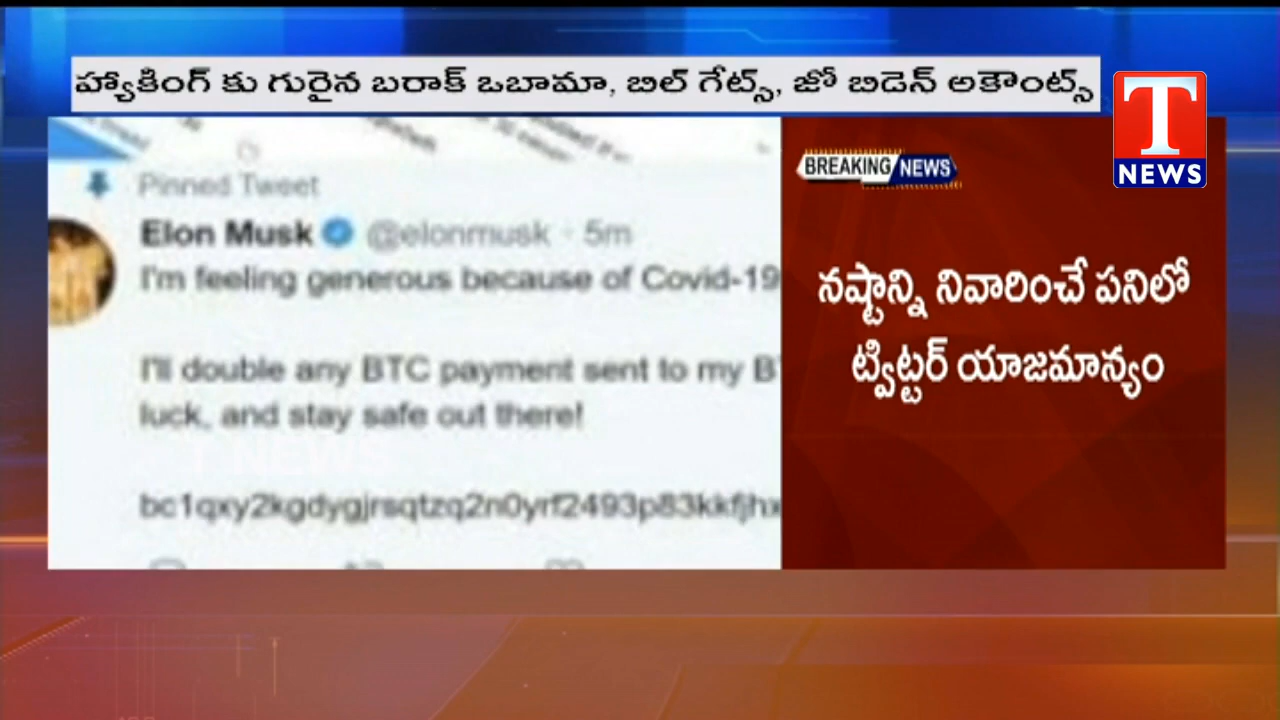 హ్యాకింగ్ కు గురైన బరాక్ ఒబామా, బిల్ గేట్స్, జో బిడెన్ అకౌంట్స్
T
NEWS
BREAKING NEWS
Pinned Tweet
Elon Musk @elonmusk · 5m
I'm feeling generous because of Covid-19
I'll double any BTC payment sent to my B
luck, and stay safe out there!
bc1qxy2kgdygjrsqtzq2n0yrf2493p83kkfjhx
నష్టాన్ని నివారించే పనిలో
ట్విట్టర్ యాజమాన్యం